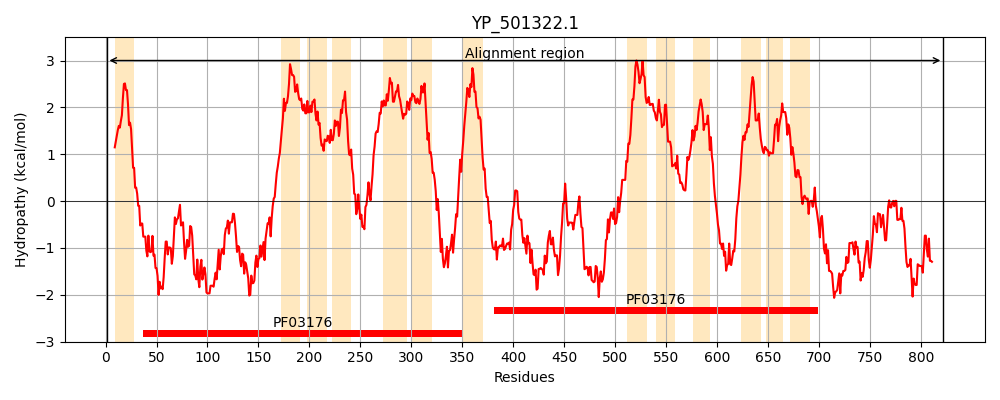 YP_501322.1
Alignment region
Hydropathy (kcal/mol)
3
2
1
0
−1
−2
−3
PF03176
PF03176
0 50 100 150 200 250 300 350 400 450 500 550 600 650 700 750 800
Residues